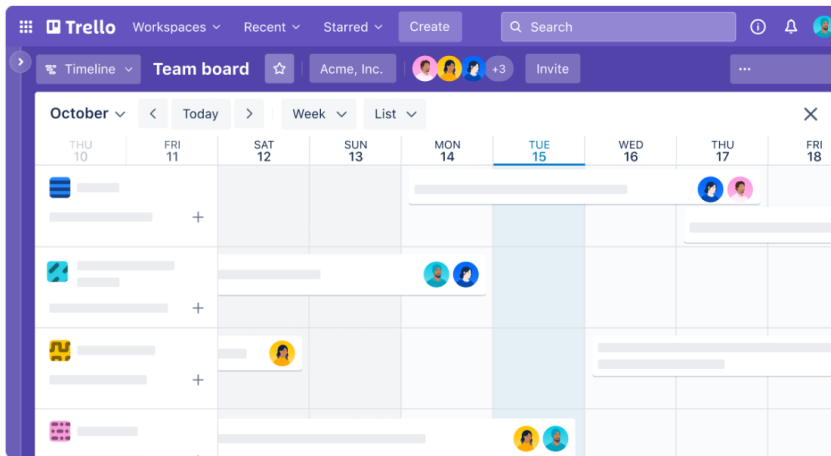 Trello Workspaces Recent Starred Create Search
Timeline Team board Acme, Inc. +3 Invite ...
October Today Week List
THU FRI SAT SUN MON TUE WED THU FRI
10 11 12 13 14 15 16 17 18